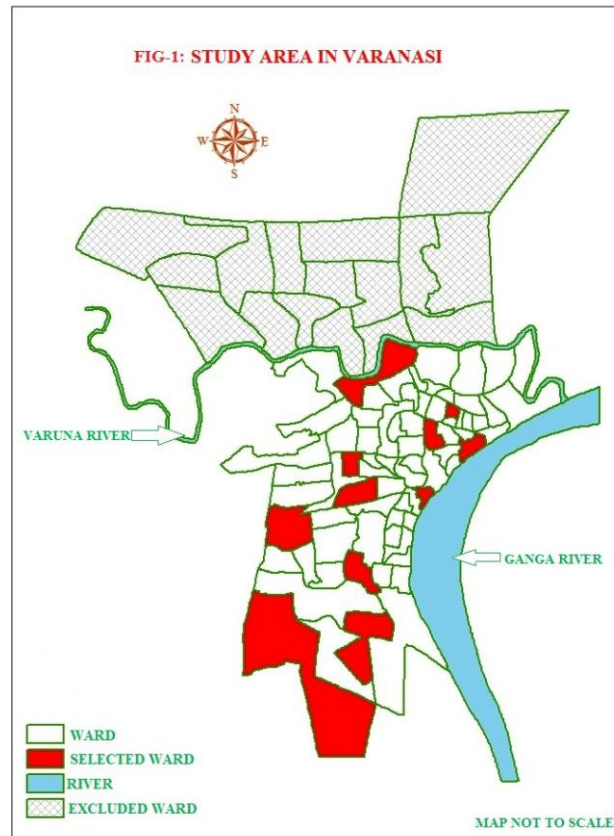 FIG-1: STUDY AREA IN VARANASI
N
W E
S
VARUNA RIVER
GANGA RIVER
WARD
SELECTED WARD
RIVER
EXCLUDED WARD
MAP NOT TO SCALE